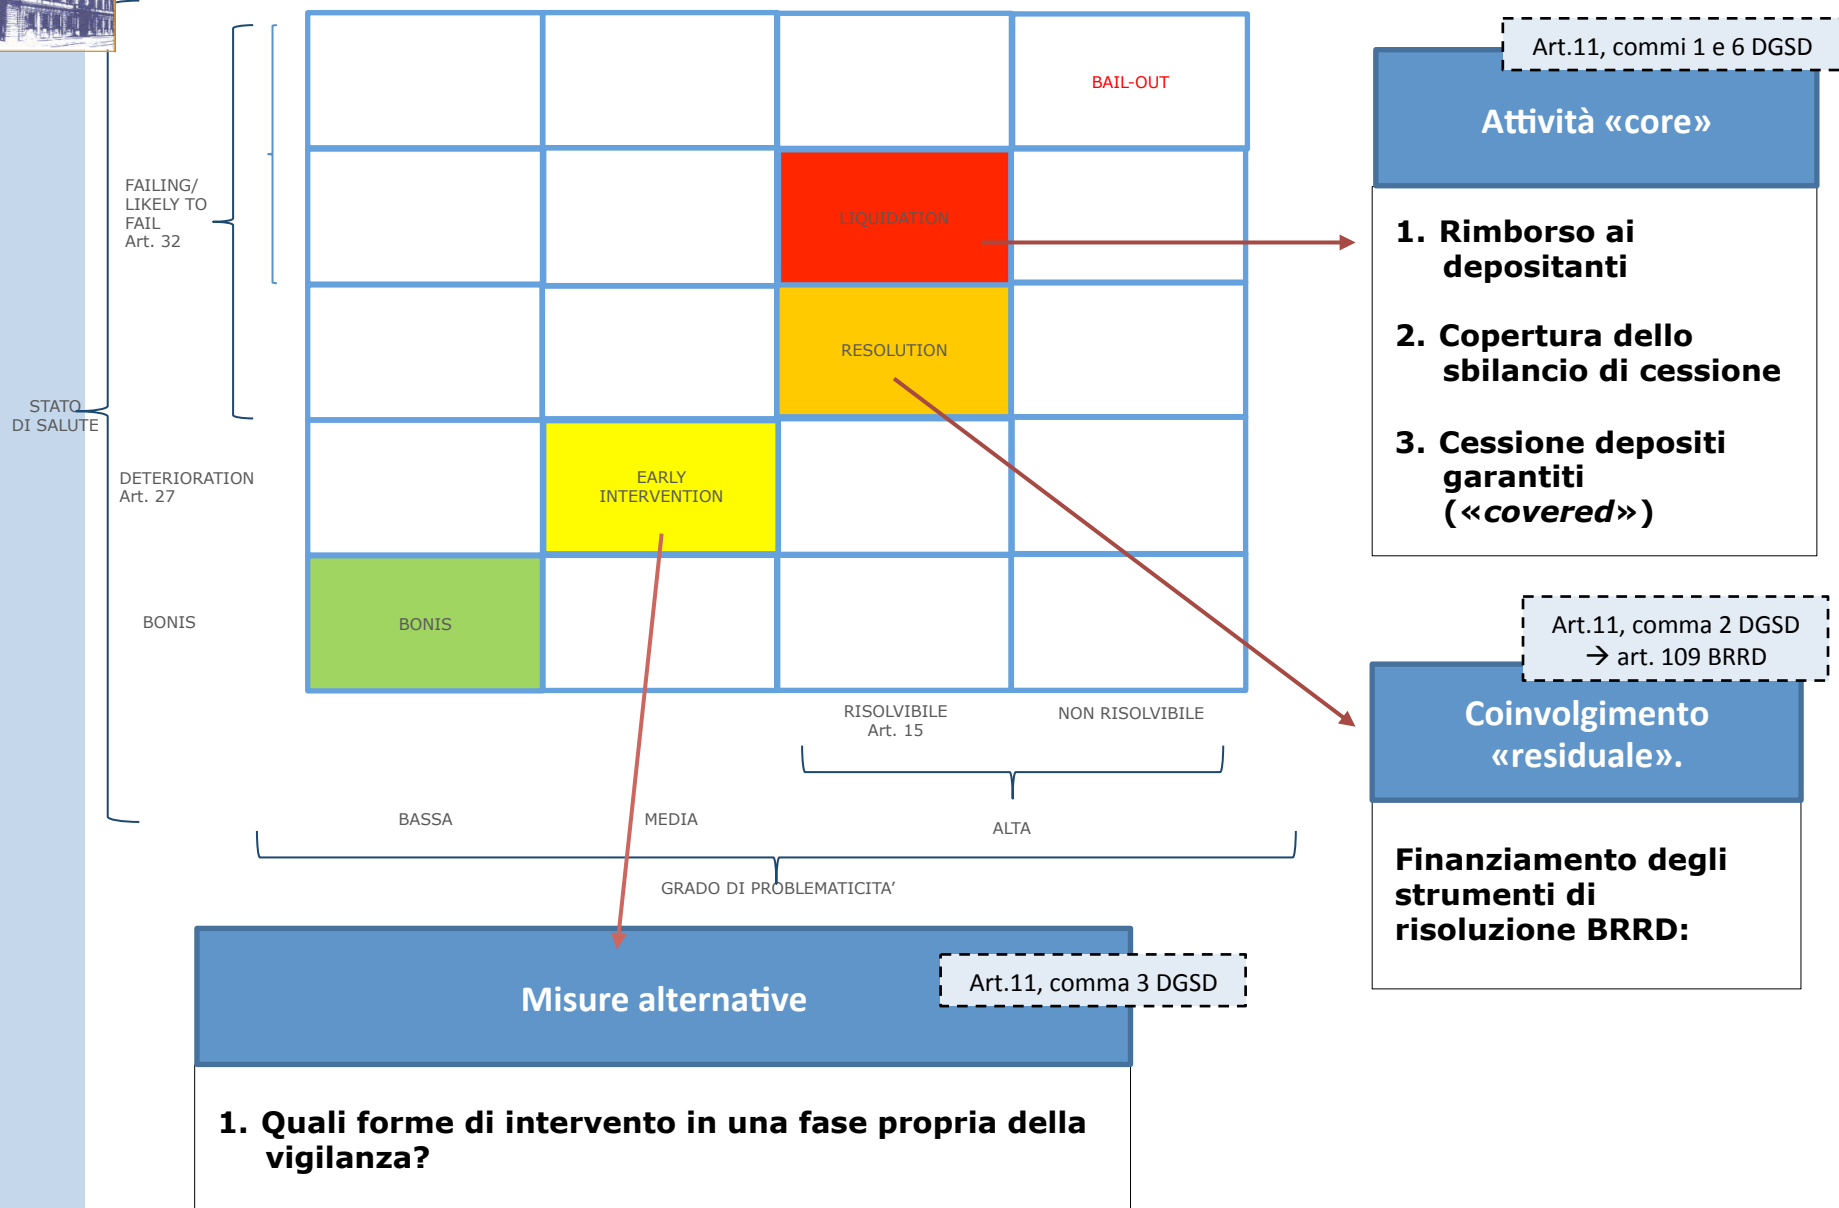 Art.11, commi 1 e 6 DGSD
BAIL-OUT
Attività «core»
FAILING/
LIKELY TO
FAIL
Art. 32
LIQUIDATION
1. Rimborso ai
depositanti
2. Copertura dello
sbilancio di cessione
3. Cessione depositi
garantiti
(«covered»)
RESOLUTION
STATO
DI SALUTE
DETERIORATION
Art. 27
EARLY
INTERVENTION
BONIS
BONIS
Art.11, comma 2 DGSD
→ art. 109 BRRD
Coinvolgimento
«residuale».
RISOLVIBILE
Art. 15
NON RISOLVIBILE
BASSA
MEDIA
ALTA
GRADO DI PROBLEMATICITA’
Finanziamento degli
strumenti di
risoluzione BRRD:
Misure alternative
Art.11, comma 3 DGSD
1. Quali forme di intervento in una fase propria della
vigilanza?